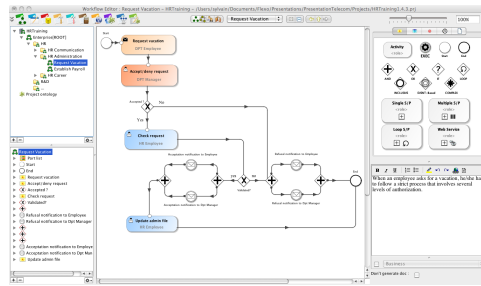 Workflow Editor : Request Vacation - HRTraining (/Users/sylvain/Documents/Flexo/Presentations/PresentationTelecom/Projects/HRTraining1.4.3.prj)
Request Vacation
100%
HRTraining
Enterprise[ROOT]
HR
HR Communication
HR Administration
Request Vacation
Establish Payroll
HR Career
R&D
...
Project ontology
Request Vacation
Port list
Start
End
Request vacation
Accept/deny request
Accepted ?
Check request
Validated?
Refusal notification to Employee
Refusal notification to Dpt Manager
Acceptation notification to Employee
Acceptation notification to Dpt Man
Update admin file
Start
Request vacation
DPT Employee
Accept/deny request
DPT Manager
Accepted ?
No
Yes
Check request
HR Employee
Acceptation notification to Employee
Refusal notification to Employee
yes
no
Validated?
End
Acceptation notification to Dpt Manager
Refusal notification to Dpt Manager
Update admin file
HR Employee
Activity
EXEC
Start
End
AND
OR
IF
LOOP
INCLUSIVE
EVENT-Based
COMPLEX
Single S/P
Multiple S/P
Loop S/P
Web Service
B I U
When an employee asks for a vacation, he/she has
to follow a strict process that involves several
levels of authorization.
Business
Don't generate doc :